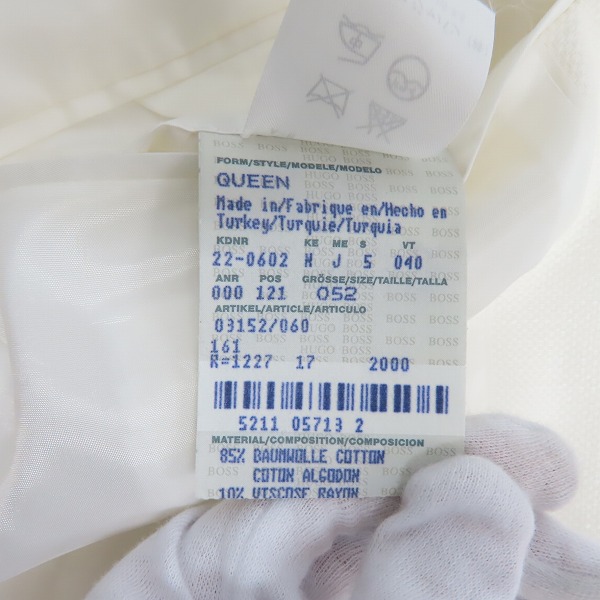 FORM/STYLE/MODELE/MODELO
QUEEN
Made in/Fabrique en/Hecho en
Turkey/Turquie/Turquia
KDNR KE ME S VT
22-0602 N J 5 040
ANR POS GRÖSSE/SIZE/TAILLE/TALLA
000 121 052
ARTIKEL/ARTICLE/ARTICULO
03152/060
161
R=1227 17 2000
5211 05713 2
MATERIAL/COMPOSITION/COMPOSICION
85% BAUMWOLLE COTTON
COTON ALGODON
10% VISCOSE RAYON